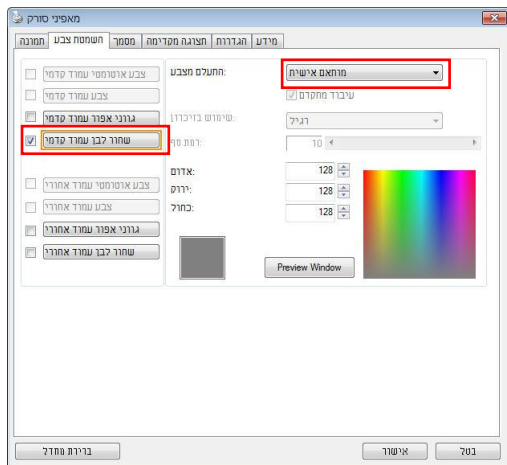 מאפיני סורק
תמונה
השמטת צבע
מסמך
תצוגה מקדימה
הגדרות
מידע
צבע אוטומטי עמוד קדמי
צבע עמוד קדמי
גווני אפור עמוד קדמי
שחור לבן עמוד קדמי
צבע אוטומטי עמוד אחורי
צבע עמוד אחורי
גווני אפור עמוד אחורי
שחור לבן עמוד אחורי
התעלם מצבע:
מותאם אישית
עיבוד מתקדם
שימוש בזיכרון:
רגיל
רמת סף:
10
אדום:
128
ירוק:
128
כחול:
128
Preview Window
ברירת מחדל
אישור
בטל